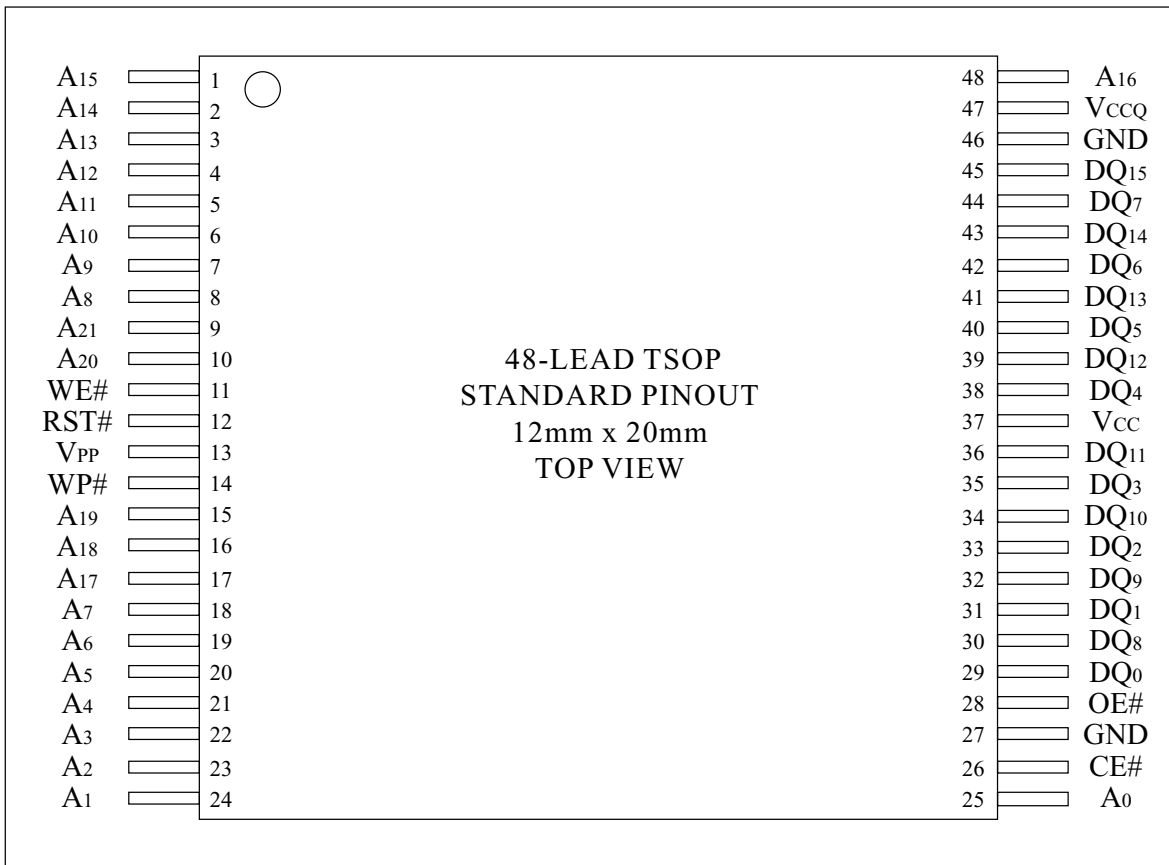 A15 1 48 A16
A14 2 47 VCCQ
A13 3 46 GND
A12 4 45 DQ15
A11 5 44 DQ7
A10 6 43 DQ14
A9 7 42 DQ6
A8 8 41 DQ13
A21 9 40 DQ5
A20 10 39 DQ12
WE# 11 38 DQ4
RST# 12 37 VCC
VPP 13 36 DQ11
WP# 14 35 DQ3
A19 15 34 DQ10
A18 16 33 DQ2
A17 17 32 DQ9
A7 18 31 DQ1
A6 19 30 DQ8
A5 20 29 DQ0
A4 21 28 OE#
A3 22 27 GND
A2 23 26 CE#
A1 24 25 A0
48-LEAD TSOP
STANDARD PINOUT
12mm x 20mm
TOP VIEW